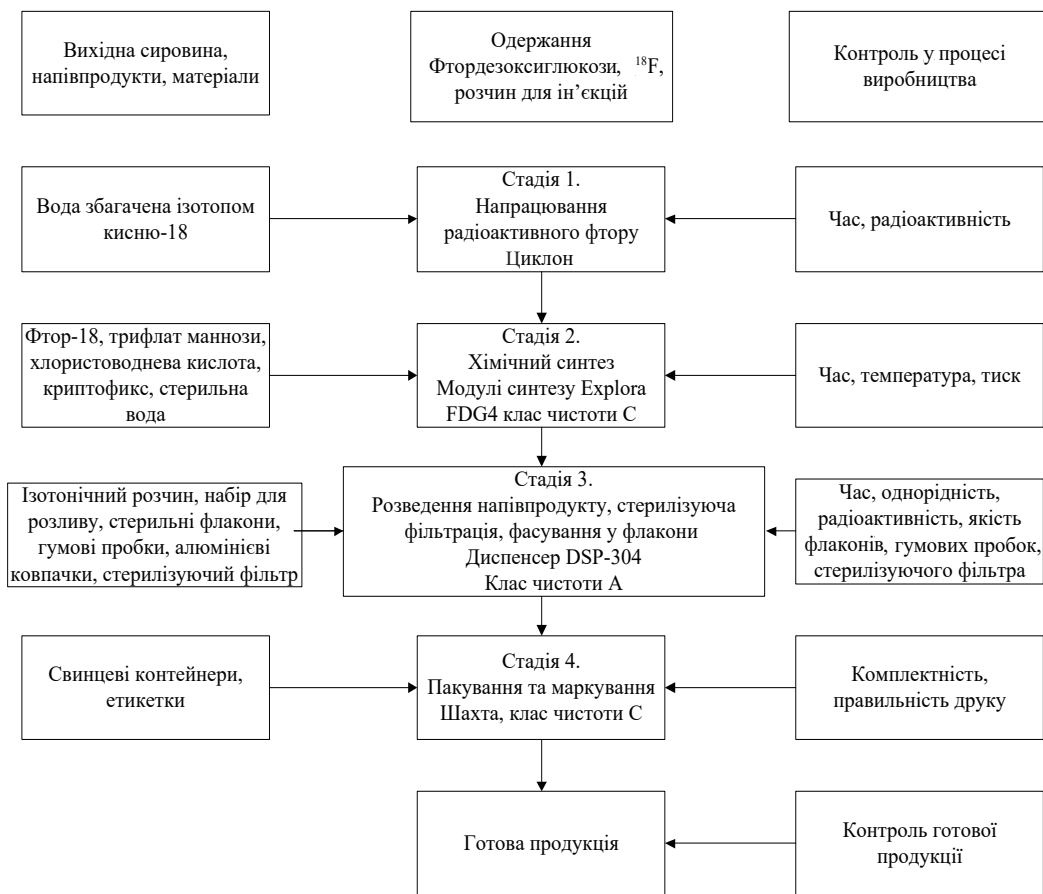 Вихідна сировина,
напівпродукти, матеріали
Одержання
Фтордезоксиглюкози, ¹⁸F,
розчин для ін’єкцій
Контроль у процесі
виробництва
Вода збагачена ізотопом
кисню-18
Стадія 1.
Напрацювання
радіоактивного фтору
Циклон
Час, радіоактивність
Фтор-18, трифлат маннози,
хлористоводнева кислота,
криптофикс, стерильна
вода
Стадія 2.
Хімічний синтез
Модулі синтезу Explora
FDG4 клас чистоти С
Час, температура, тиск
Ізотонічний розчин, набір для
розливу, стерильні флакони,
гумові пробки, алюмінієві
ковпачки, стерилізуючий фільтр
Стадія 3.
Розведення напівпродукту, стерилізуюча
фільтрація, фасування у флакони
Диспенсер DSP-304
Клас чистоти А
Час, однорідність,
радіоактивність, якість
флаконів, гумових пробок,
стерилізуючого фільтра
Свинцеві контейнери,
етикетки
Стадія 4.
Пакування та маркування
Шахта, клас чистоти С
Комплектність,
правильність друку
Готова продукція
Контроль готової
продукції